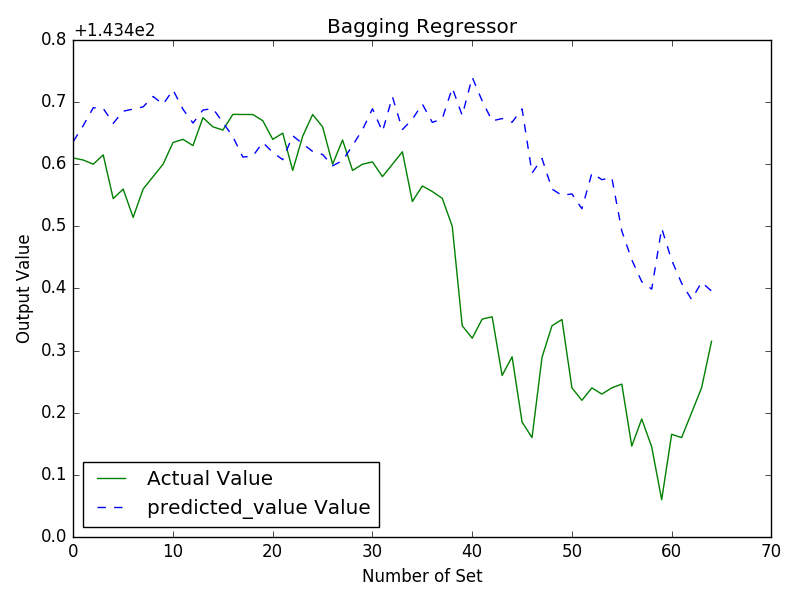 Bagging Regressor
+1.434e2
0.8
0.7
0.6
0.5
0.4
0.3
0.2
0.1
0.0
Output Value
Actual Value
predicted_value Value
0 10 20 30 40 50 60 70
Number of Set